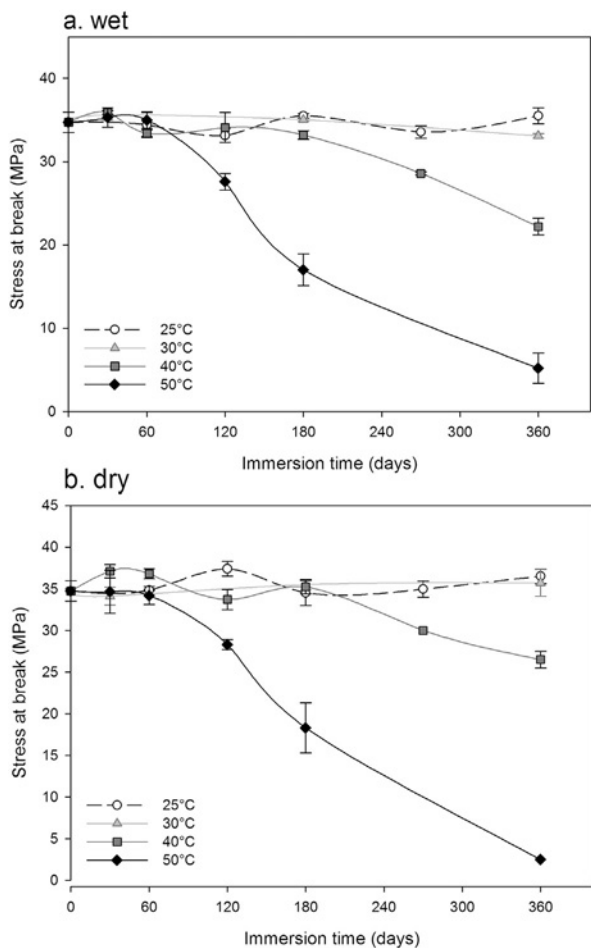 a. wet
40
30
20
10
0
Stress at break (MPa)
25°C
30°C
40°C
50°C
0 60 120 180 240 300 360
Immersion time (days)
b. dry
45
40
35
30
25
20
15
10
5
0
Stress at break (MPa)
25°C
30°C
40°C
50°C
0 60 120 180 240 300 360
Immersion time (days)